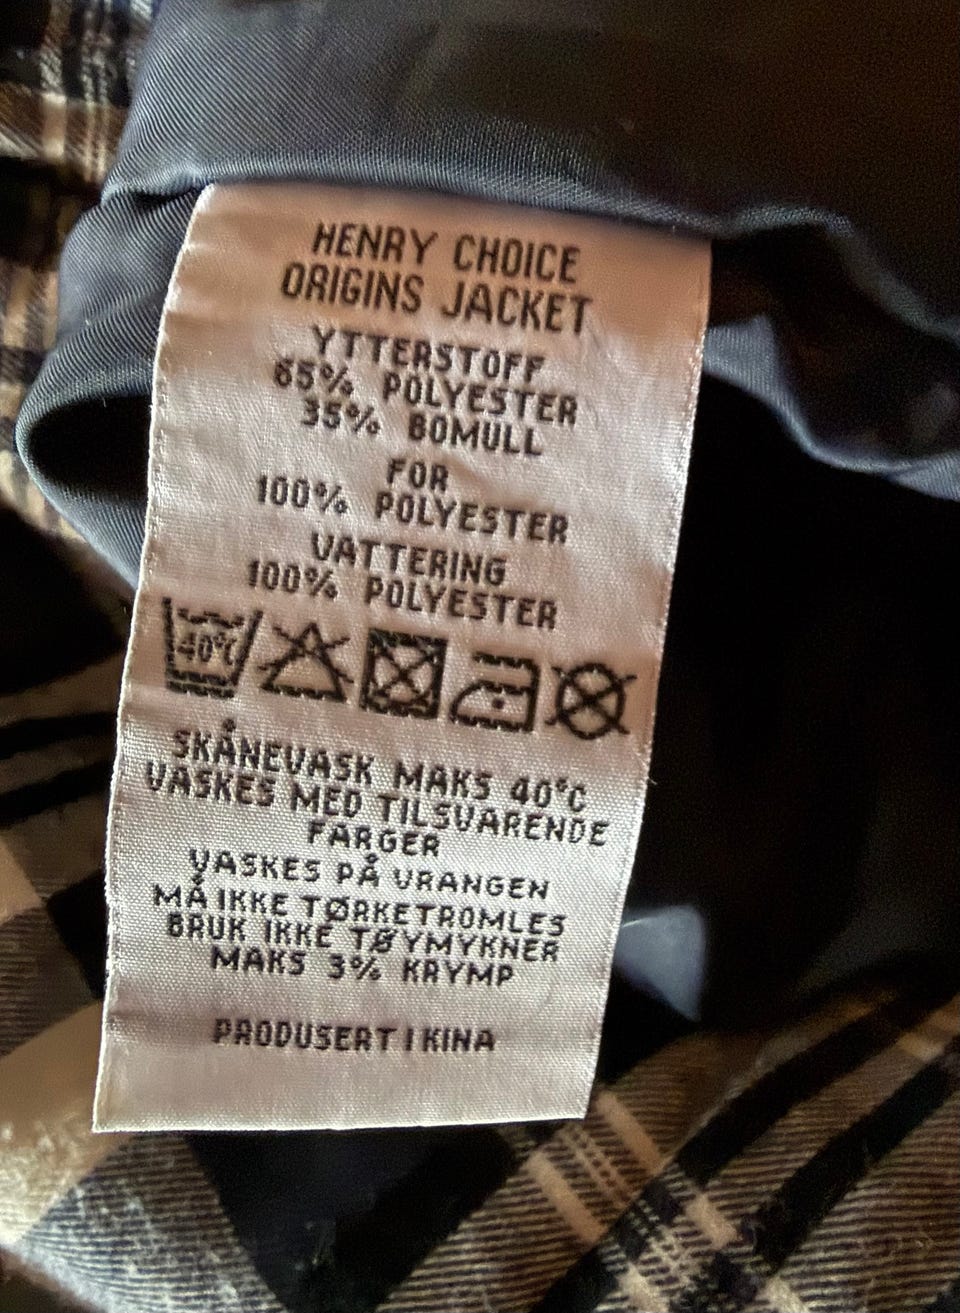 HENRY CHOICE
ORIGINS JACKET
YTTERSTOFF
65% POLYESTER
35% BOMULL
FOR
100% POLYESTER
VATTERING
100% POLYESTER
40°C
SKÅNEVASK MAKS 40°C
VASKES MED TILSVARENDE
FARGER
VASKES PÅ VRANGEN
MÅ IKKE TØRKETROMLES
BRUK IKKE TØYMYKNER
MAKS 3% KRYMP
PRODUSERT I KINA